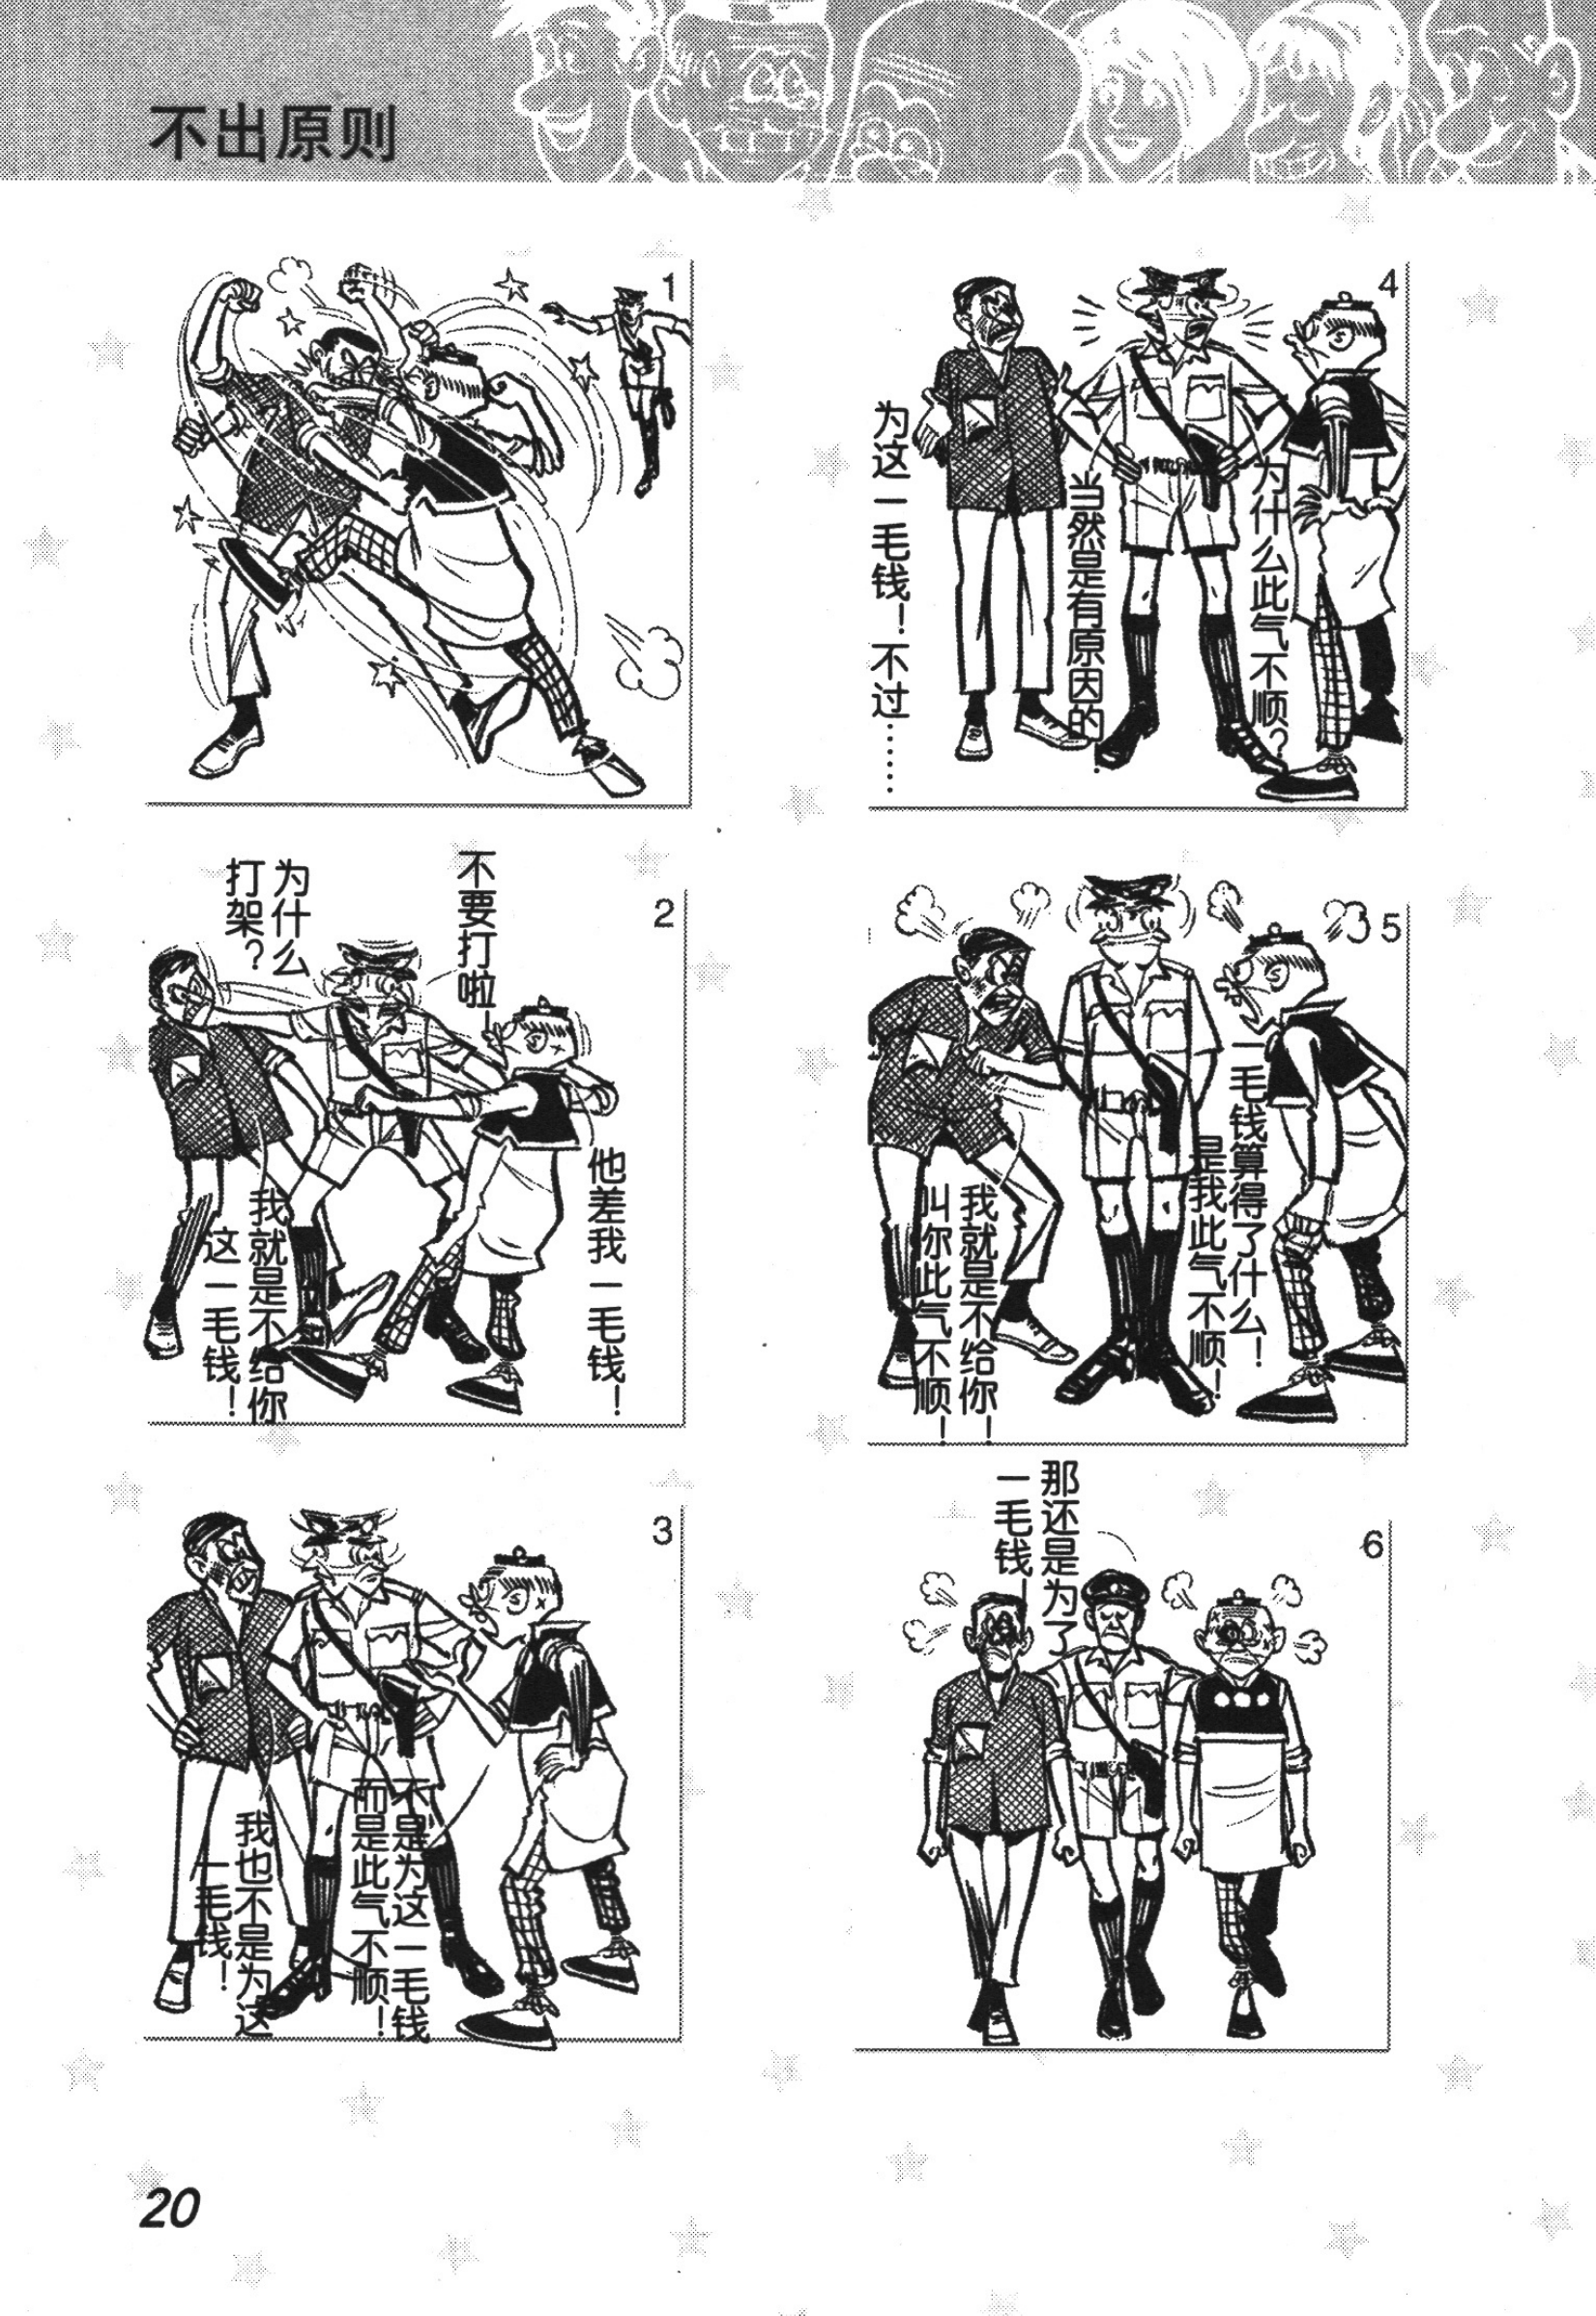 不出原则
1
2
不要打啦!
为什么
打架?
他差我一毛钱!
我就是不给你
这一毛钱!
3
不是为这一毛钱
而是此气不顺!
我也不是为这
一毛钱!
4
为什么此气不顺?
当然是有原因的!
为这一毛钱!不过……
5
一毛钱算得了什么!
是我此气不顺!
我就是不给你!
叫你此气不顺!
6
那还是为了
一毛钱!
20